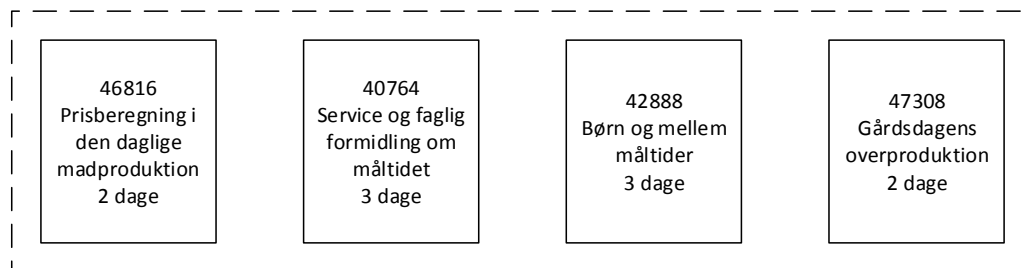 46816
Prisberegning i
den daglige
madproduktion
2 dage
40764
Service og faglig
formidling om
måltidet
3 dage
42888
Børn og mellem
måltider
3 dage
47308
Gårdsdagens
overproduktion
2 dage